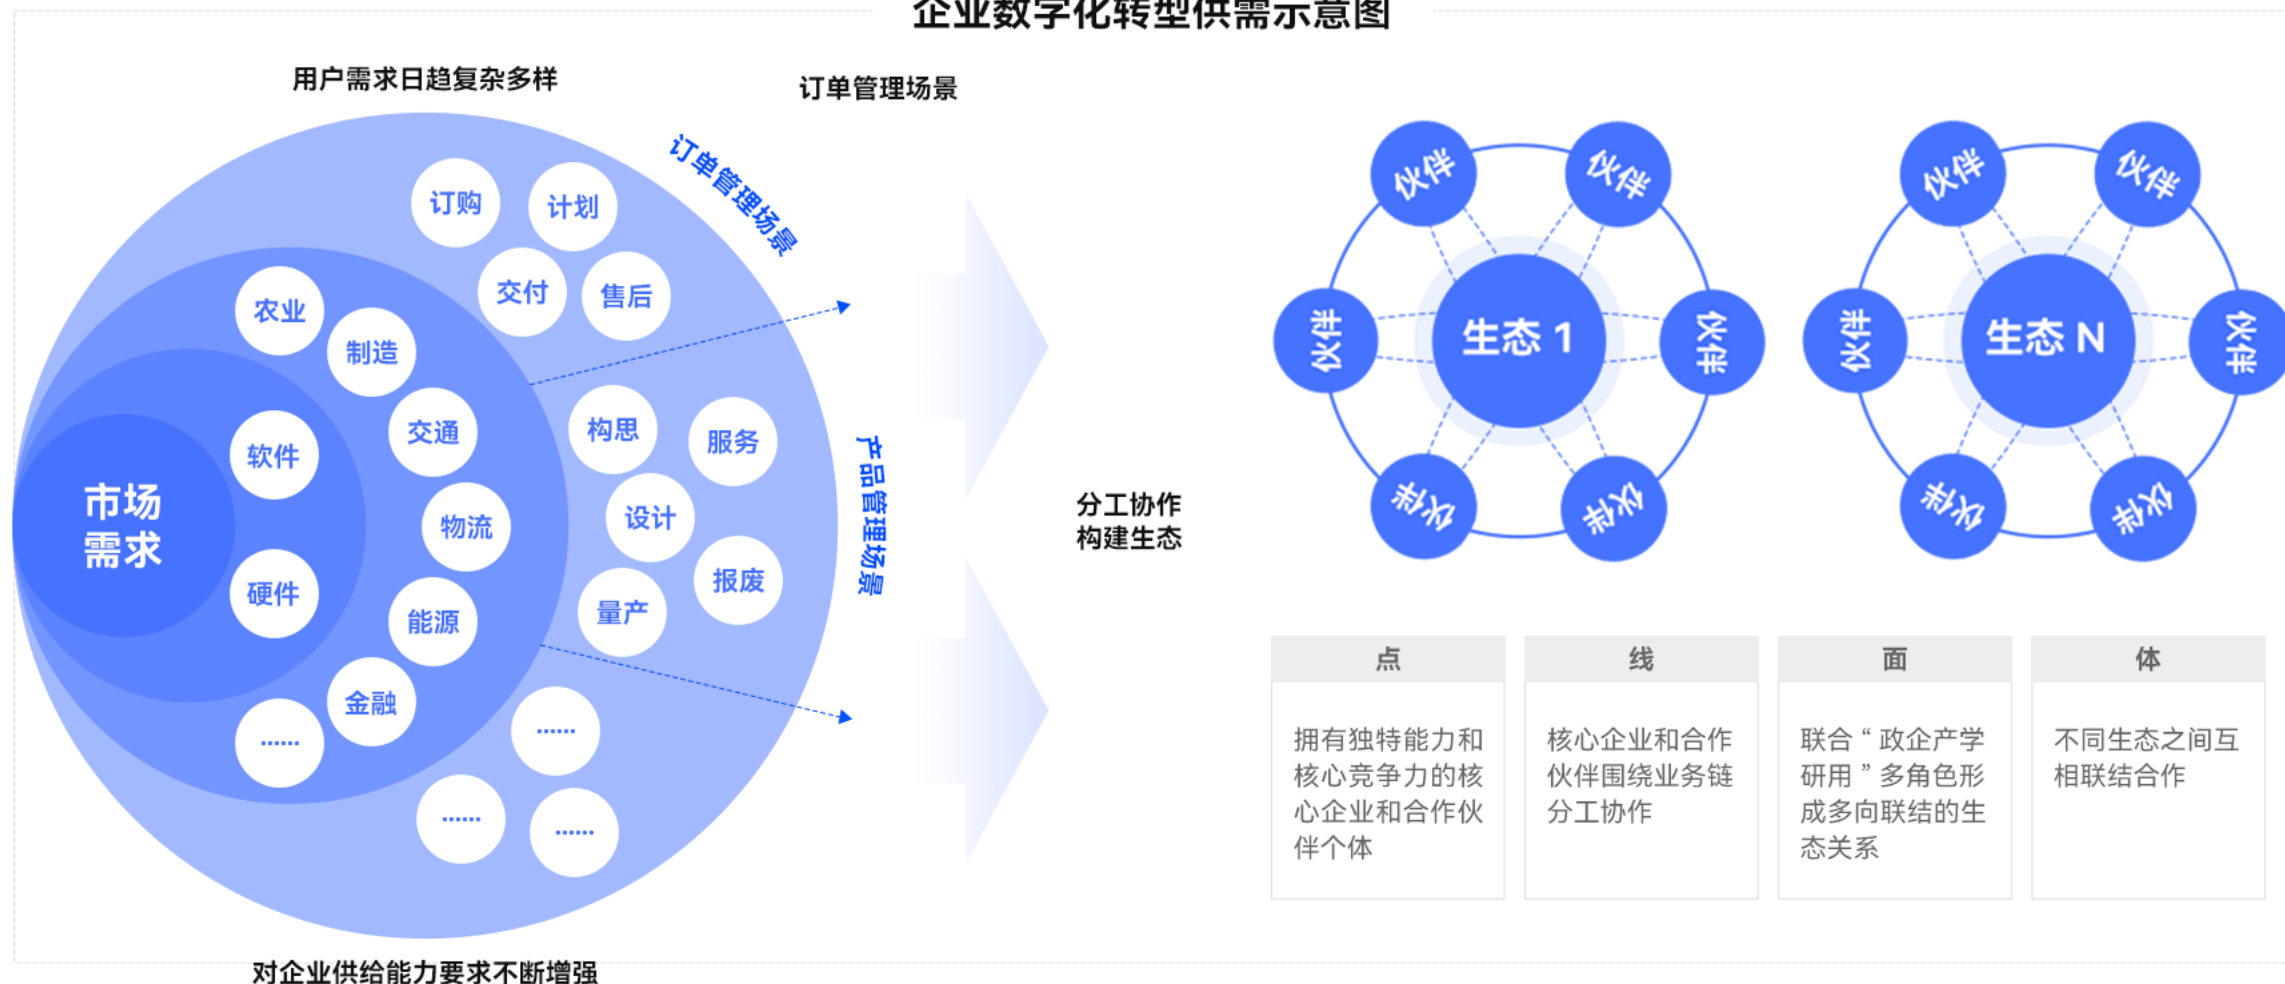 企业数字化转型供需示意图
用户需求日趋复杂多样
订单管理场景
订单管理场景
订购
计划
交付
售后
农业
制造
交通
物流
能源
金融
……
软件
硬件
市场
需求
构思
服务
设计
报废
量产
产品管理场景
……
……
……
对企业供给能力要求不断增强
分工协作
构建生态
伙伴
伙伴
伙伴
生态 1
伙伴
伙伴
伙伴
伙伴
伙伴
伙伴
生态 N
伙伴
伙伴
伙伴
点
拥有独特能力和
核心竞争力的核
心企业和合作伙
伴个体
线
核心企业和合作
伙伴围绕业务链
分工协作
面
联合“政企产学
研用”多角色形
成多向联结的生
态关系
体
不同生态之间互
相联结合作